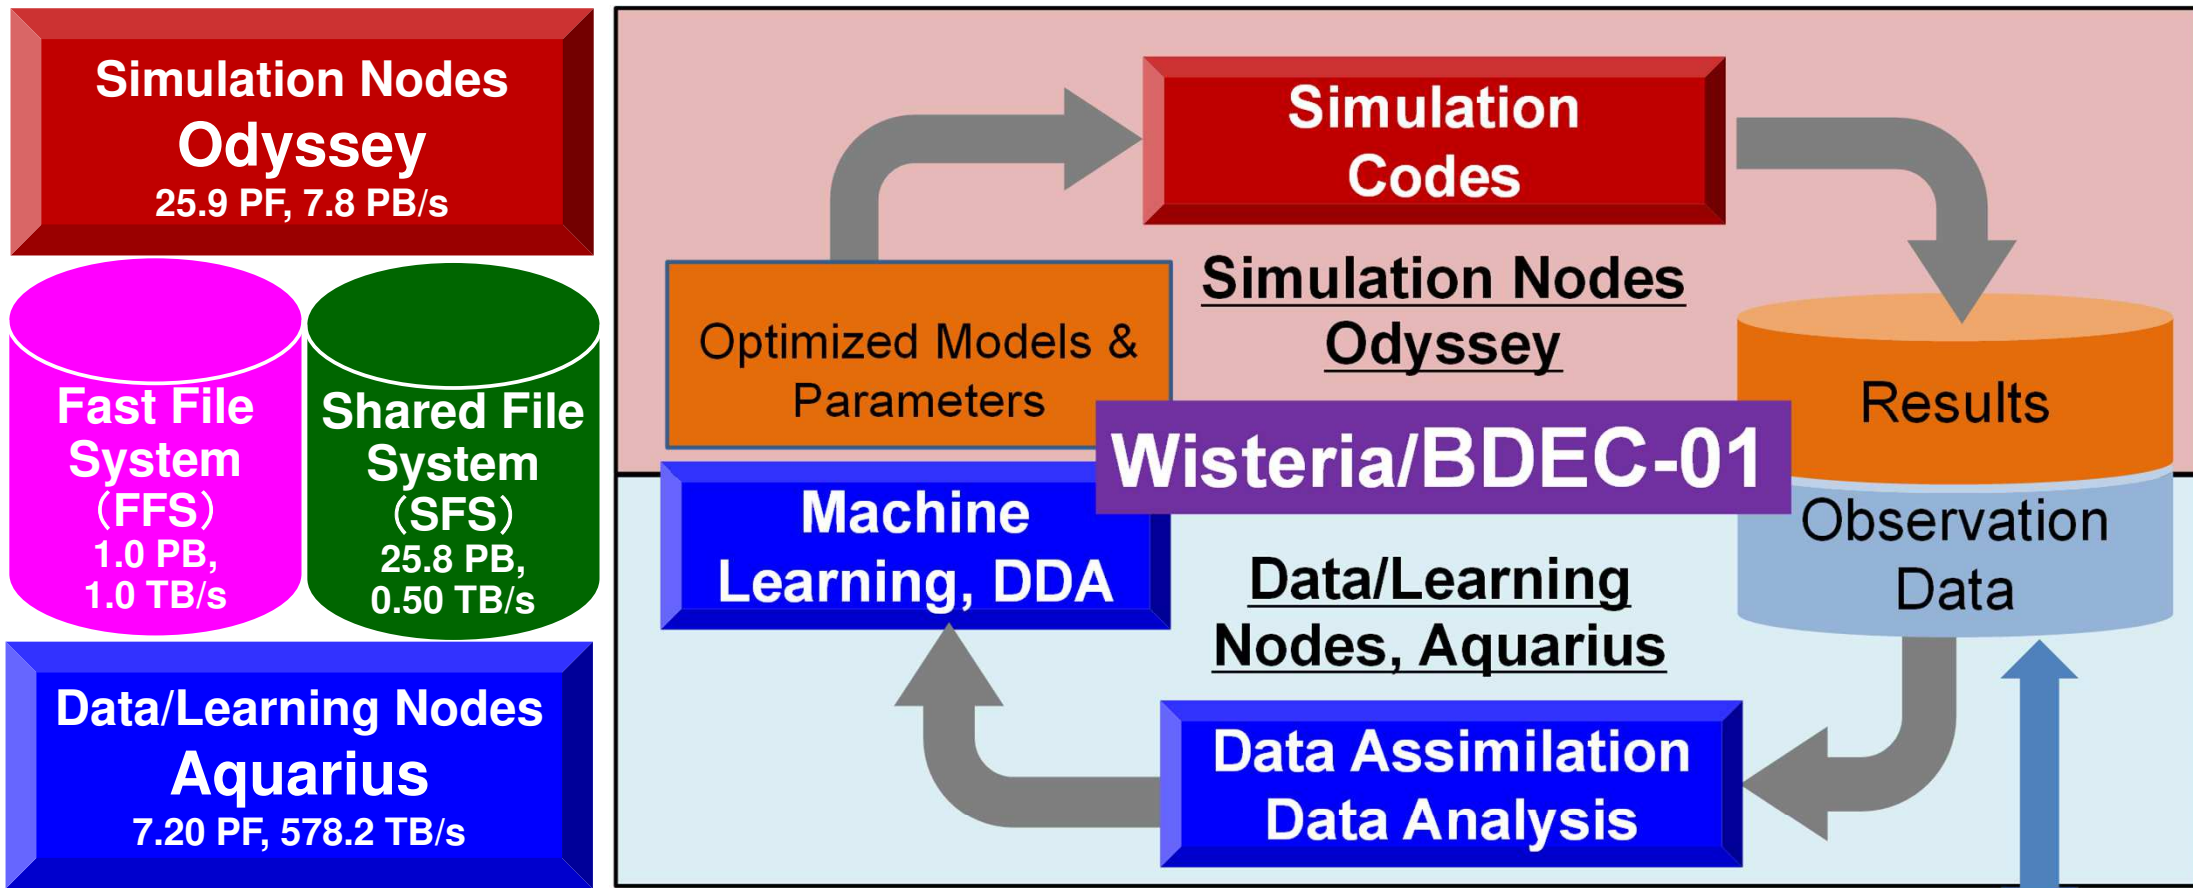 Simulation Nodes
Odyssey
25.9 PF, 7.8 PB/s
Fast File
System
（FFS）
1.0 PB,
1.0 TB/s
Shared File
System
（SFS）
25.8 PB,
0.50 TB/s
Data/Learning Nodes
Aquarius
7.20 PF, 578.2 TB/s
Simulation
Codes
Simulation Nodes
Odyssey
Optimized Models &
Parameters
Results
Wisteria/BDEC-01
Machine
Learning, DDA
Observation
Data
Data/Learning
Nodes, Aquarius
Data Assimilation
Data Analysis